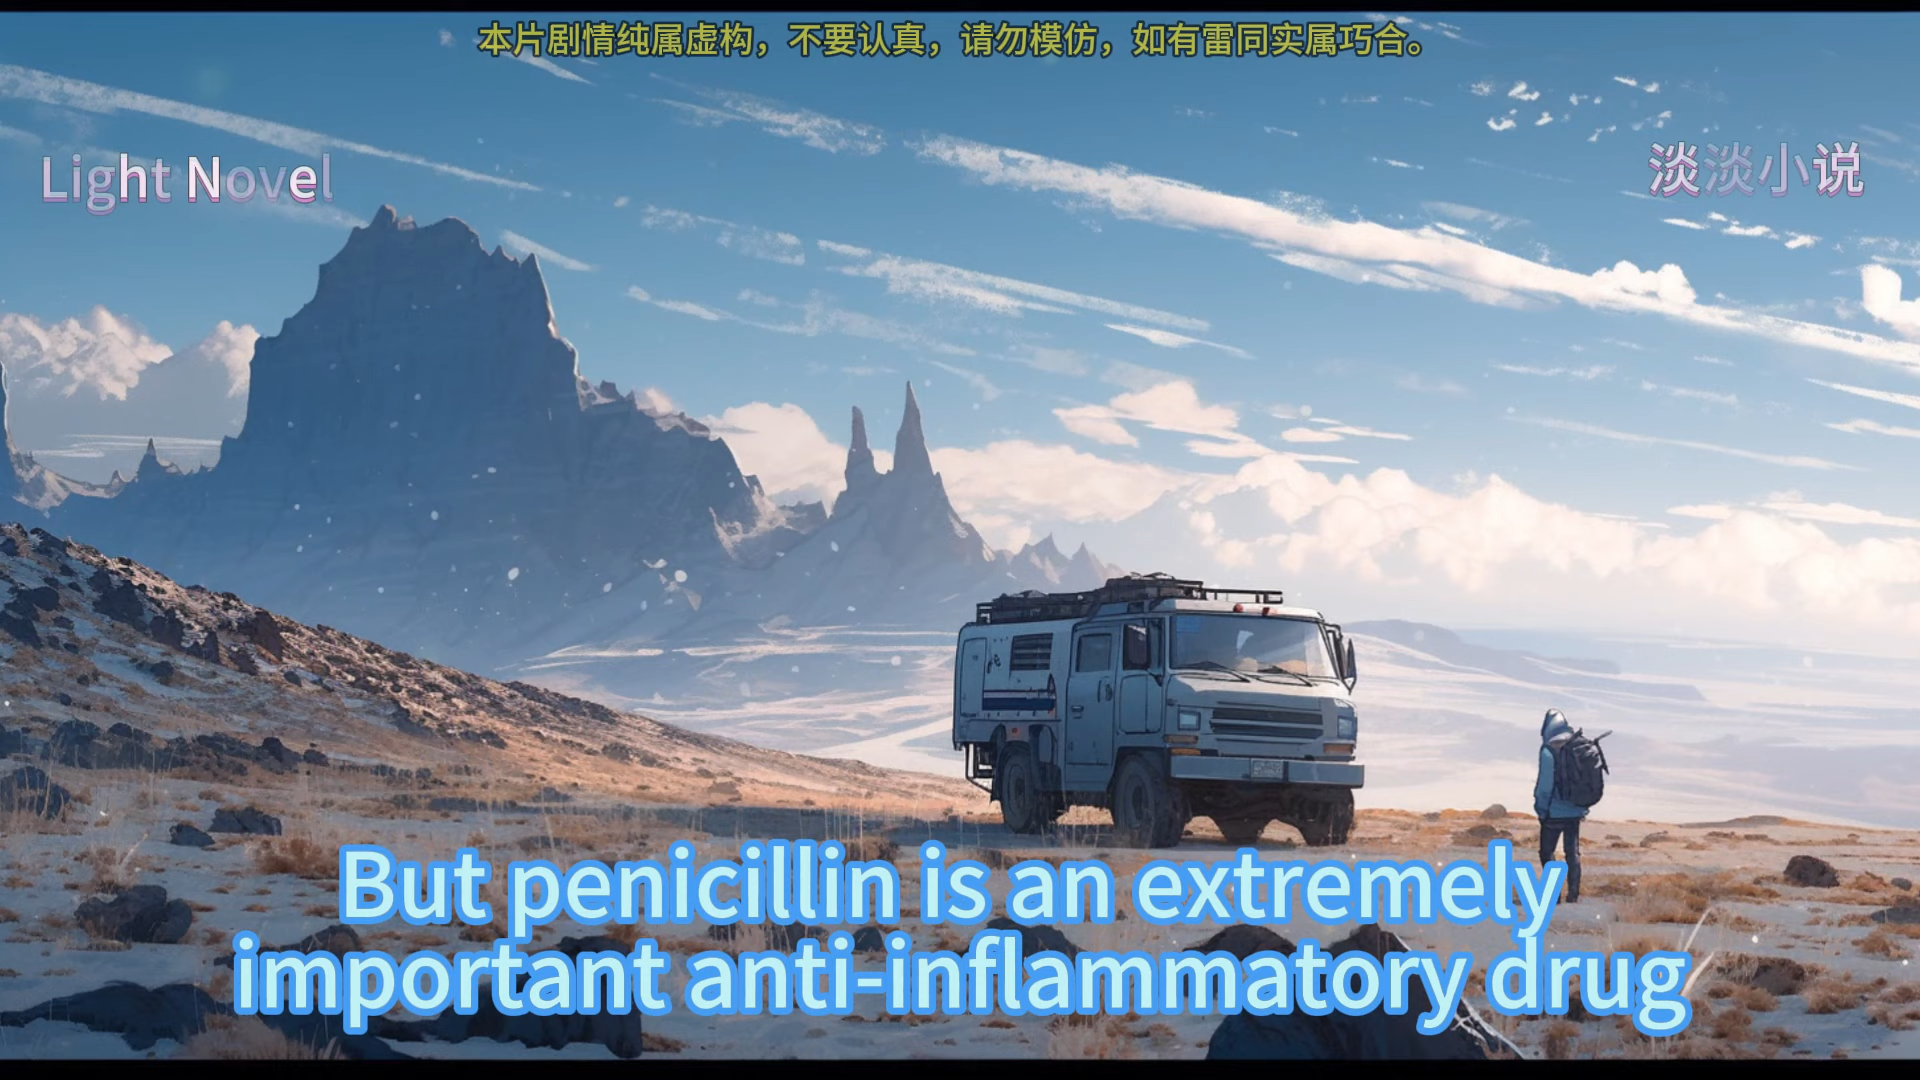 本片剧情纯属虚构，不要认真，请勿模仿，如有雷同实属巧合。
Light Novel
淡淡小说
But penicillin is an extremely
important anti-inflammatory drug